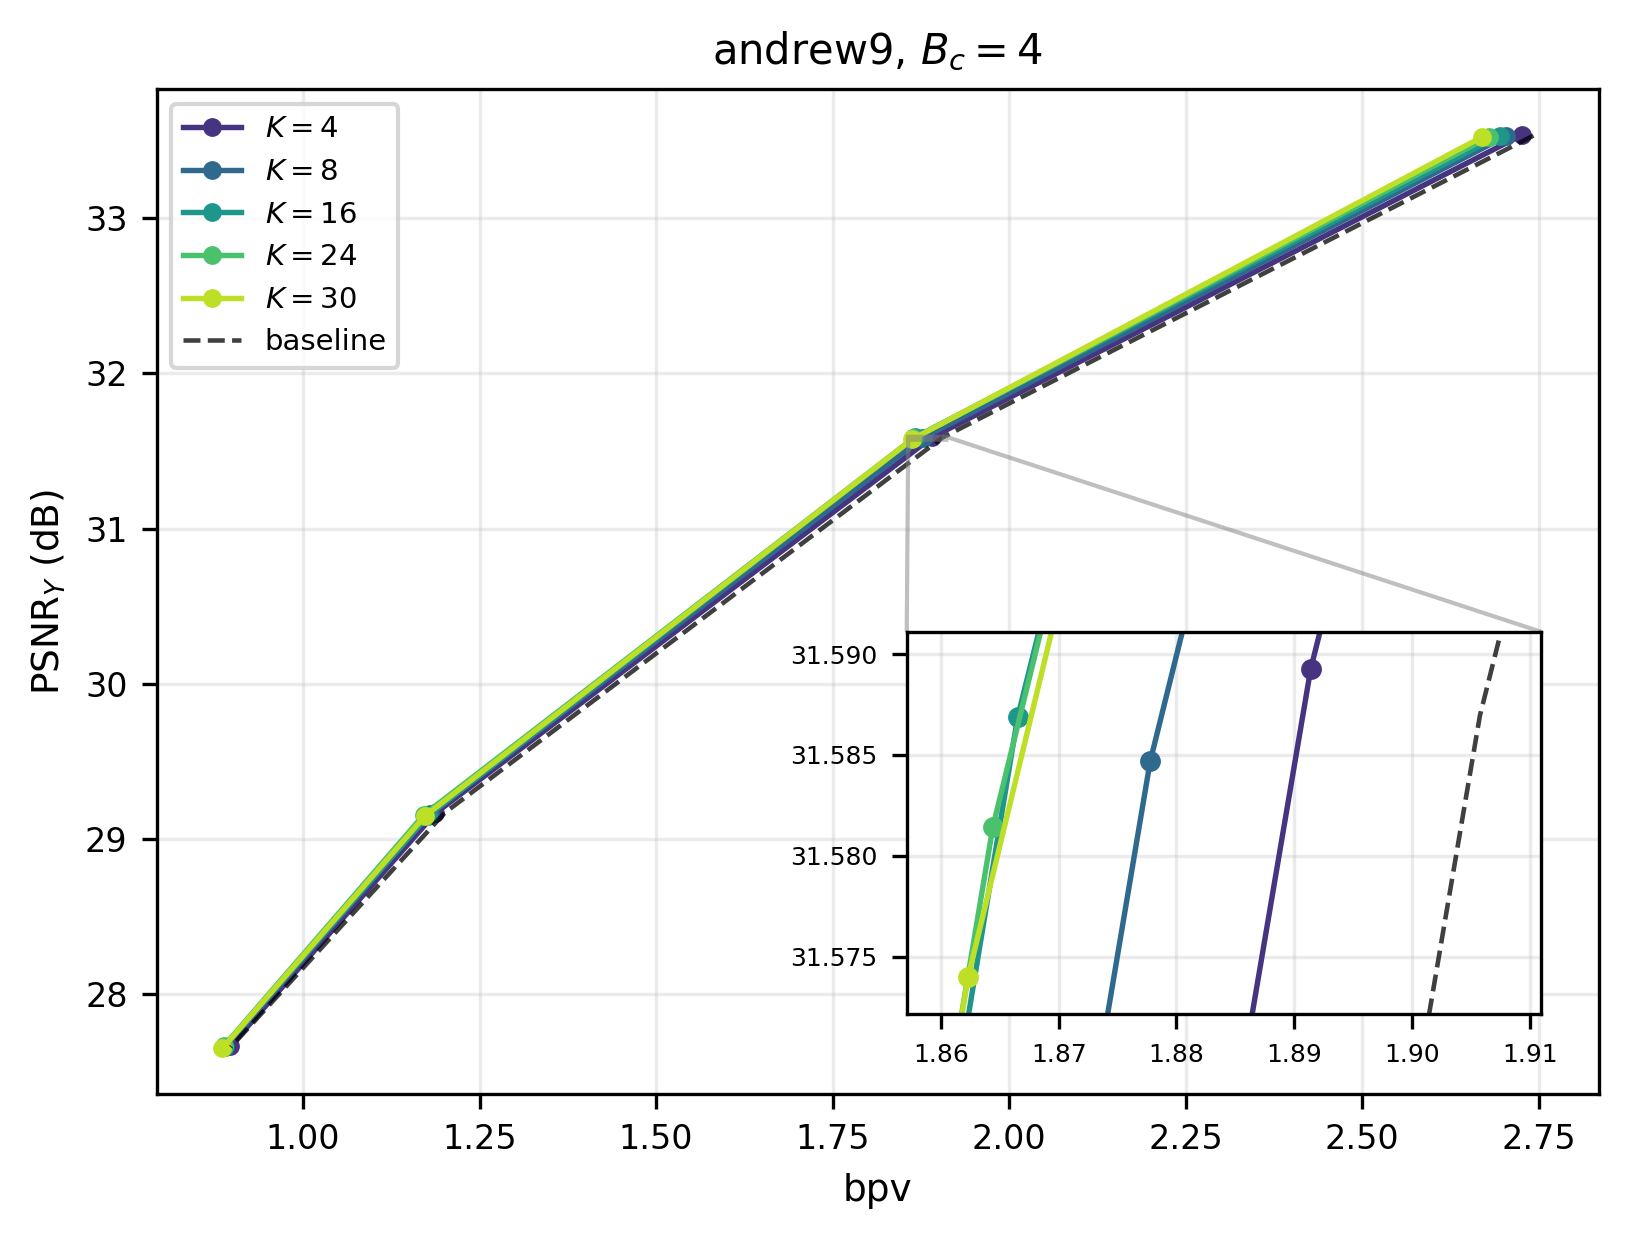 andrew9, B_c = 4
K = 4
K = 8
K = 16
K = 24
K = 30
baseline
PSNR_Y (dB)
33
32
31
30
29
28
31.590
31.585
31.580
31.575
1.86 1.87 1.88 1.89 1.90 1.91
1.00 1.25 1.50 1.75 2.00 2.25 2.50 2.75
bpv